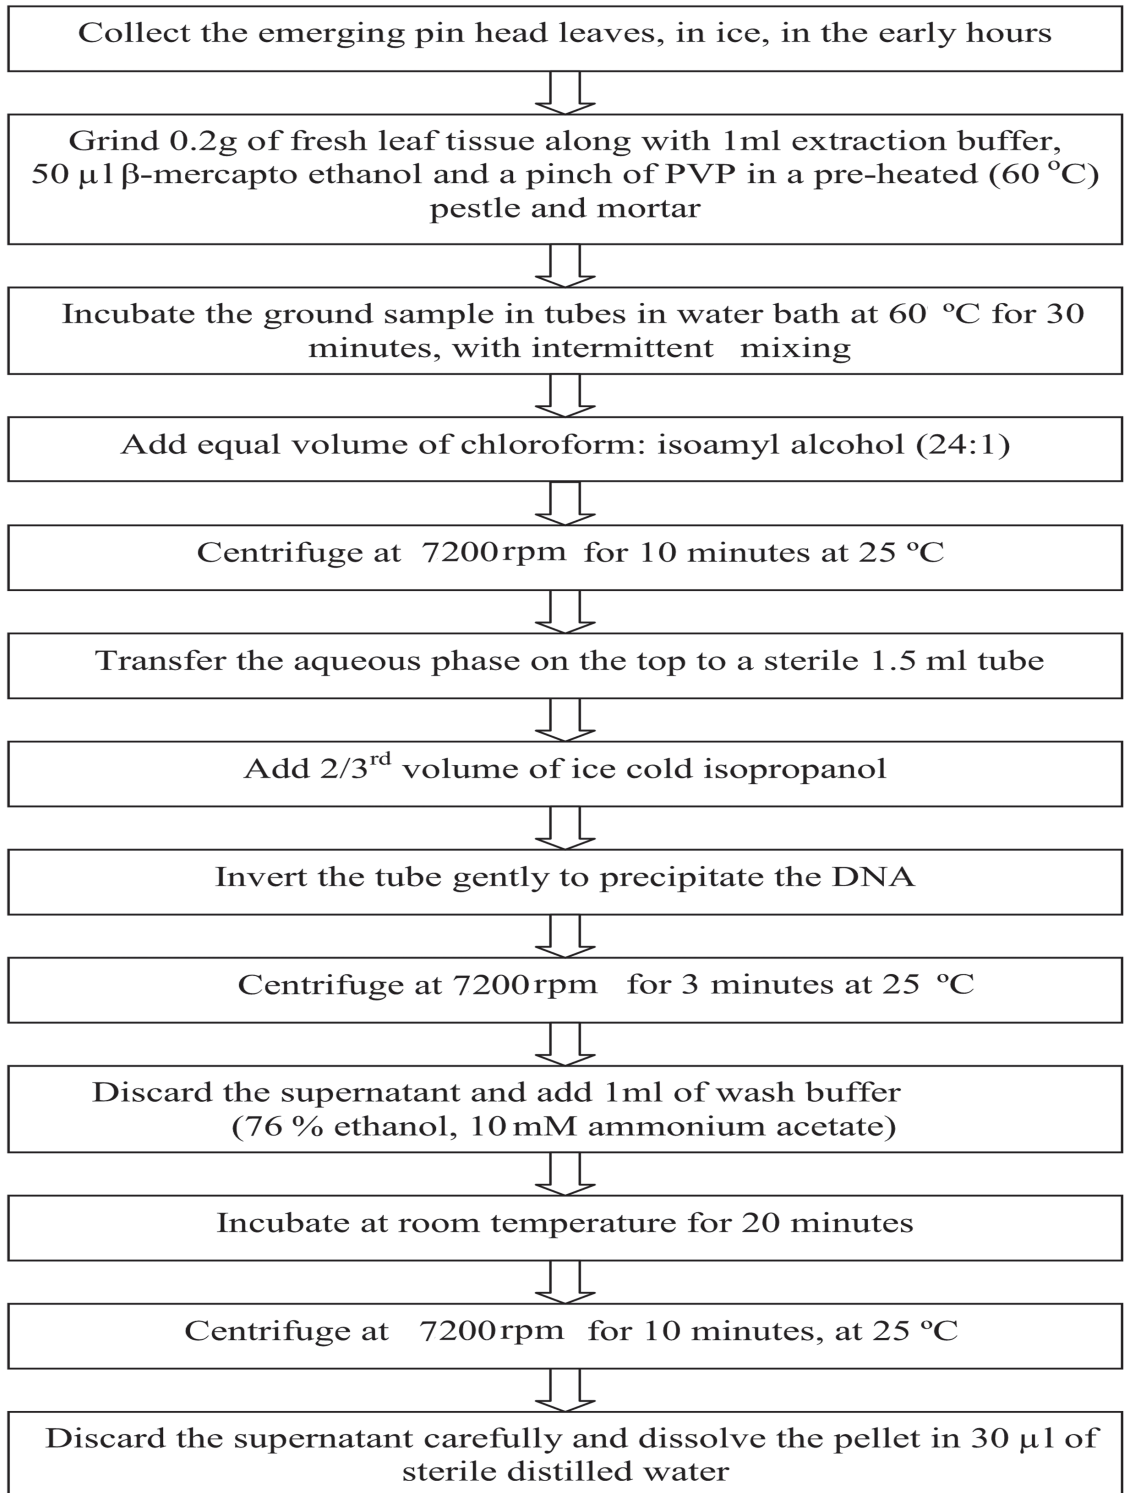 Collect the emerging pin head leaves, in ice, in the early hours
Grind 0.2g of fresh leaf tissue along with 1ml extraction buffer,
50 µl β-mercapto ethanol and a pinch of PVP in a pre-heated (60 ºC)
pestle and mortar
Incubate the ground sample in tubes in water bath at 60 ºC for 30
minutes, with intermittent mixing
Add equal volume of chloroform: isoamyl alcohol (24:1)
Centrifuge at 7200rpm for 10 minutes at 25 ºC
Transfer the aqueous phase on the top to a sterile 1.5 ml tube
Add 2/3rd volume of ice cold isopropanol
Invert the tube gently to precipitate the DNA
Centrifuge at 7200rpm for 3 minutes at 25 ºC
Discard the supernatant and add 1ml of wash buffer
(76 % ethanol, 10 mM ammonium acetate)
Incubate at room temperature for 20 minutes
Centrifuge at 7200rpm for 10 minutes, at 25 ºC
Discard the supernatant carefully and dissolve the pellet in 30 µl of
sterile distilled water